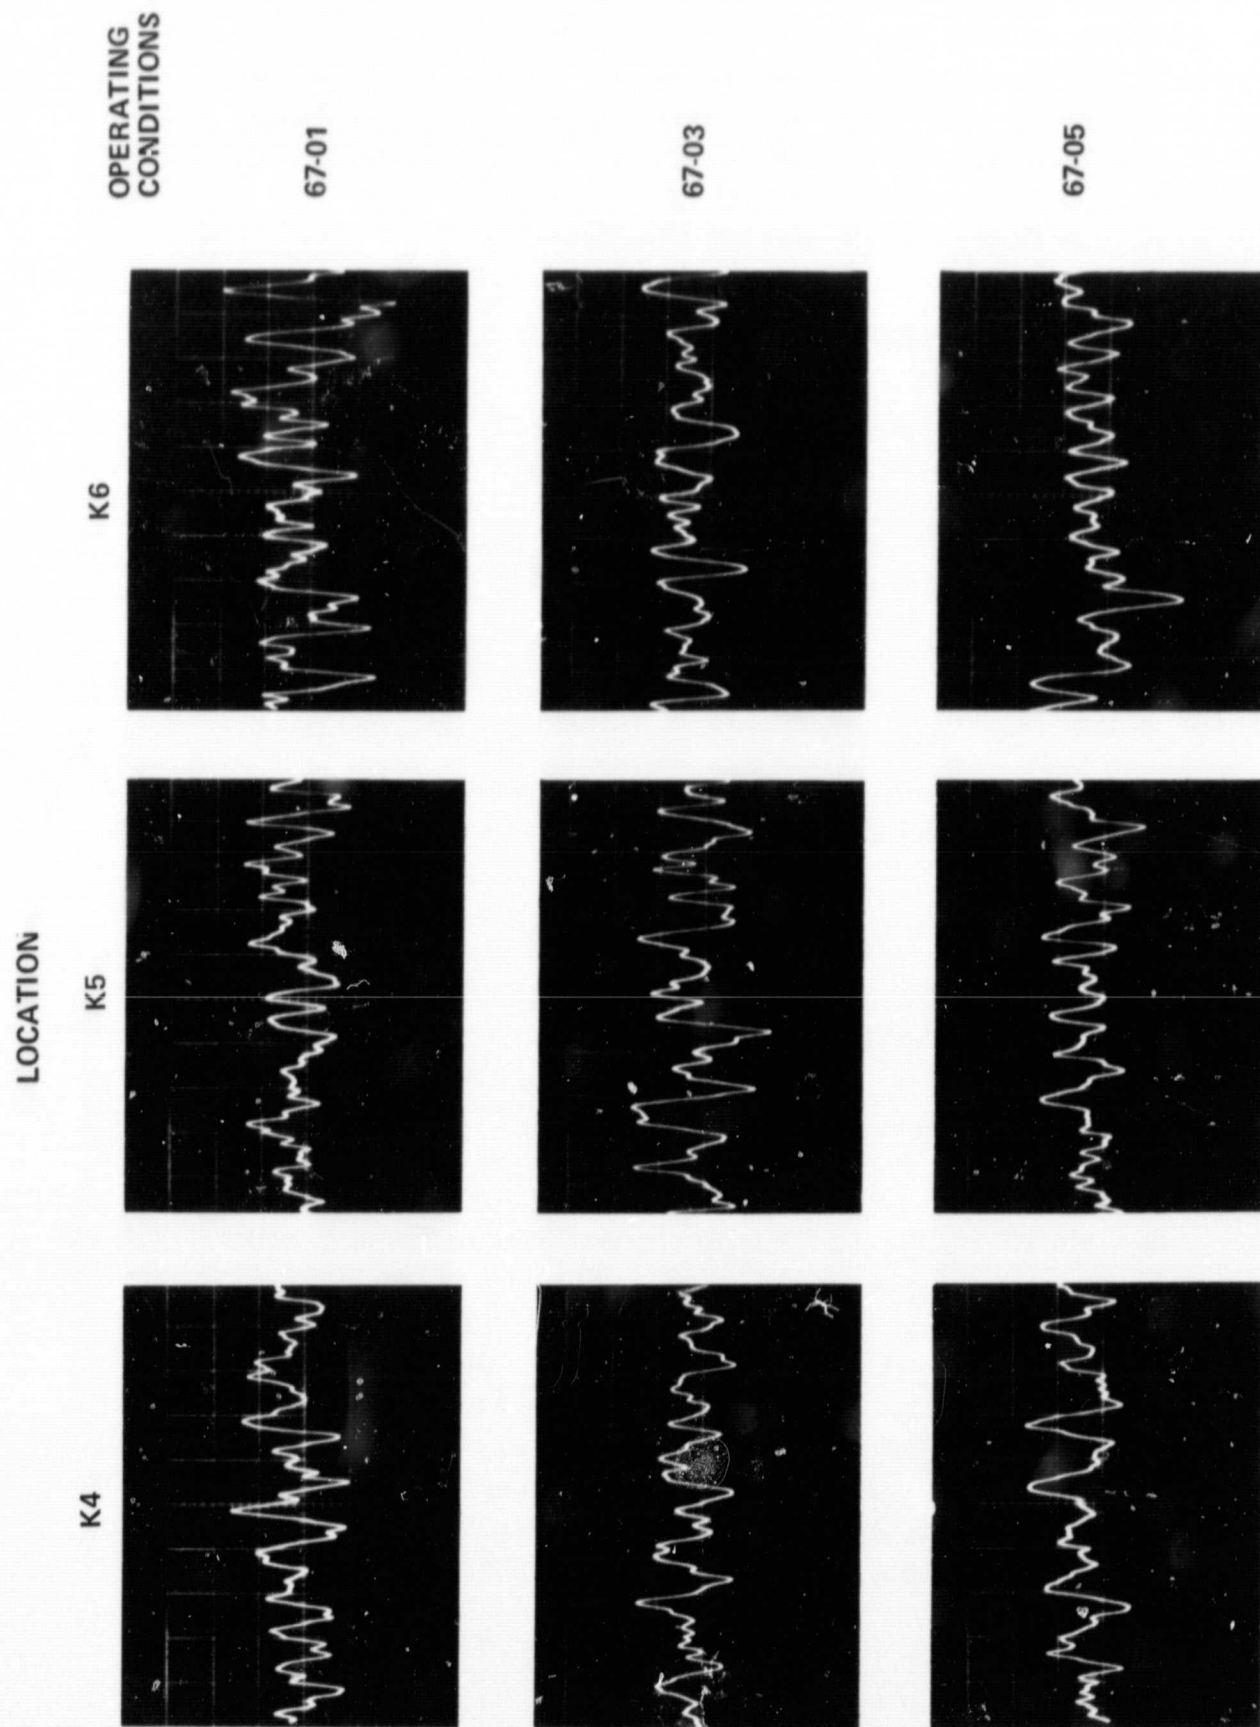 LOCATION
K4
K5
K6
OPERATING
CONDITIONS
67-01
67-03
67-05